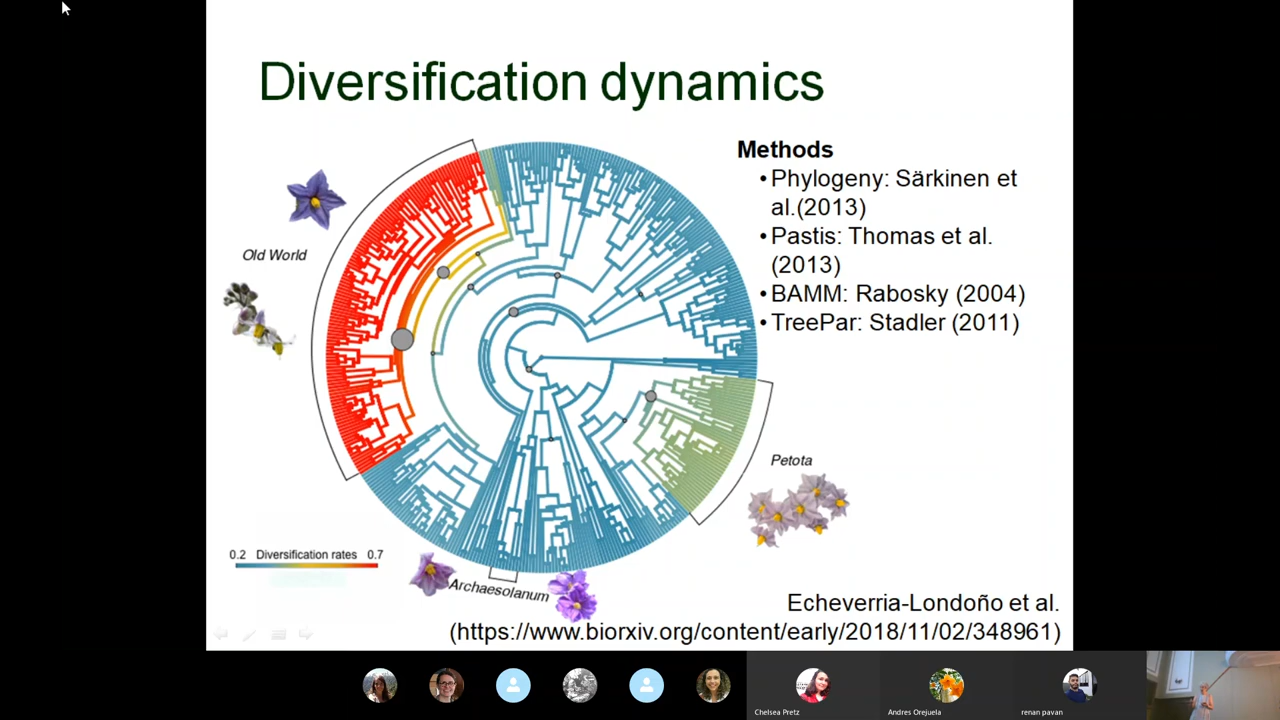 Diversification dynamics
Methods
•Phylogeny: Särkinen et
al.(2013)
•Pastis: Thomas et al.
(2013)
•BAMM: Rabosky (2004)
•TreePar: Stadler (2011)
Old World
Petota
0.2 Diversification rates 0.7
Archaesolanum
Echeverria-Londoño et al.
(https://www.biorxiv.org/content/early/2018/11/02/348961)
Chelsea Pretz
Andres Orejuela
renan pavan